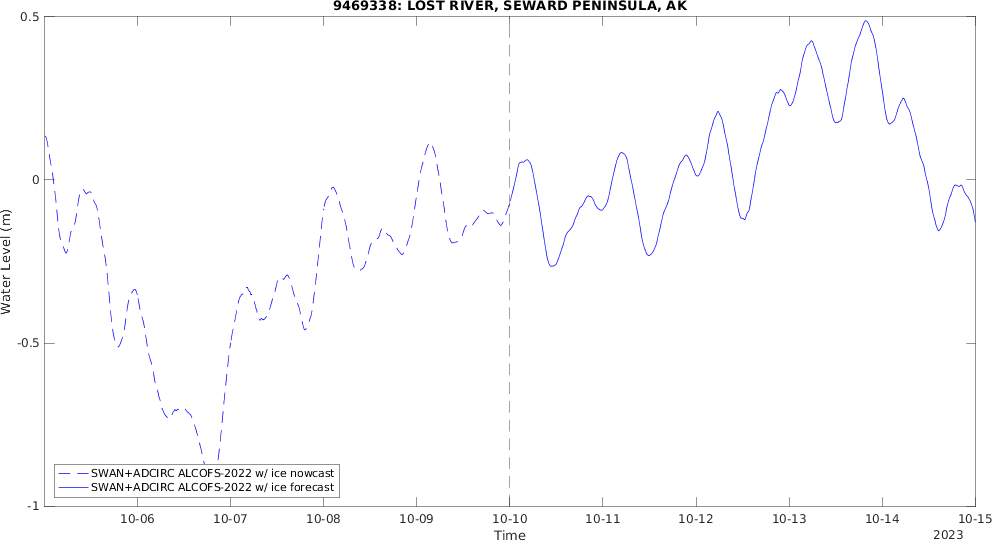 9469338: LOST RIVER, SEWARD PENINSULA, AK
0.5
0
-0.5
-1
Water Level (m)
SWAN+ADCIRC ALCOFS-2022 w/ ice nowcast
SWAN+ADCIRC ALCOFS-2022 w/ ice forecast
10-06 10-07 10-08 10-09 10-10 10-11 10-12 10-13 10-14 10-15
Time
2023